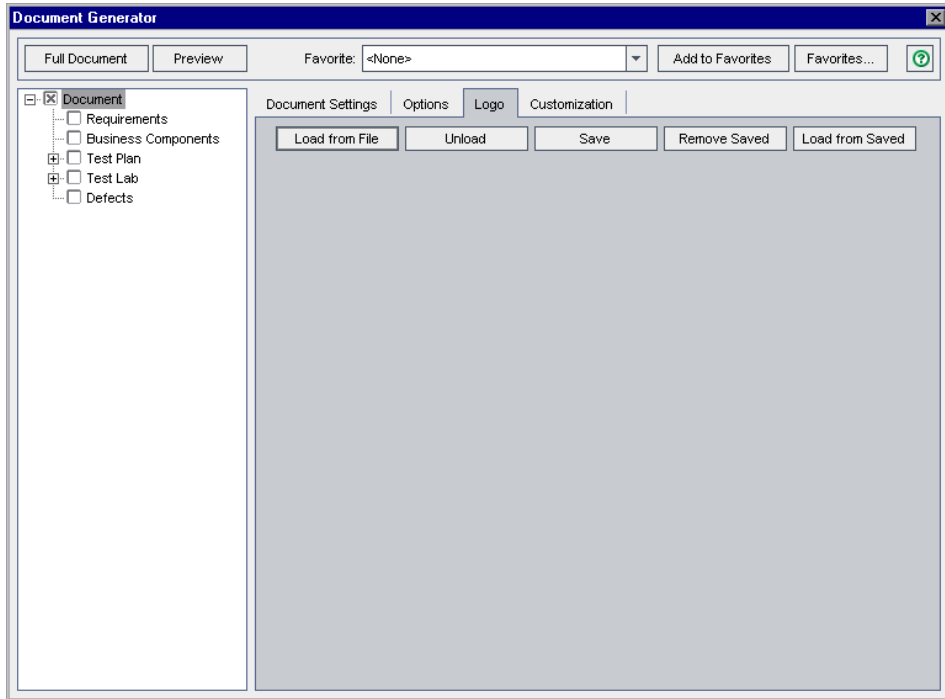 Document Generator
Full Document Preview Favorite: <None> Add to Favorites Favorites...
Document
Requirements
Business Components
Test Plan
Test Lab
Defects
Document Settings Options Logo Customization
Load from File Unload Save Remove Saved Load from Saved